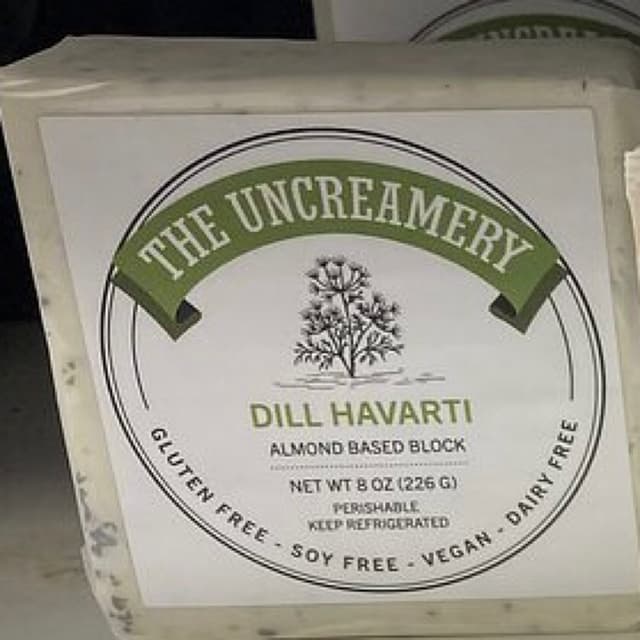 THE UNCREAMERY
DILL HAVARTI
ALMOND BASED BLOCK
NET WT 8 OZ (226 G)
PERISHABLE
KEEP REFRIGERATED
GLUTEN FREE - SOY FREE - VEGAN - DAIRY FREE